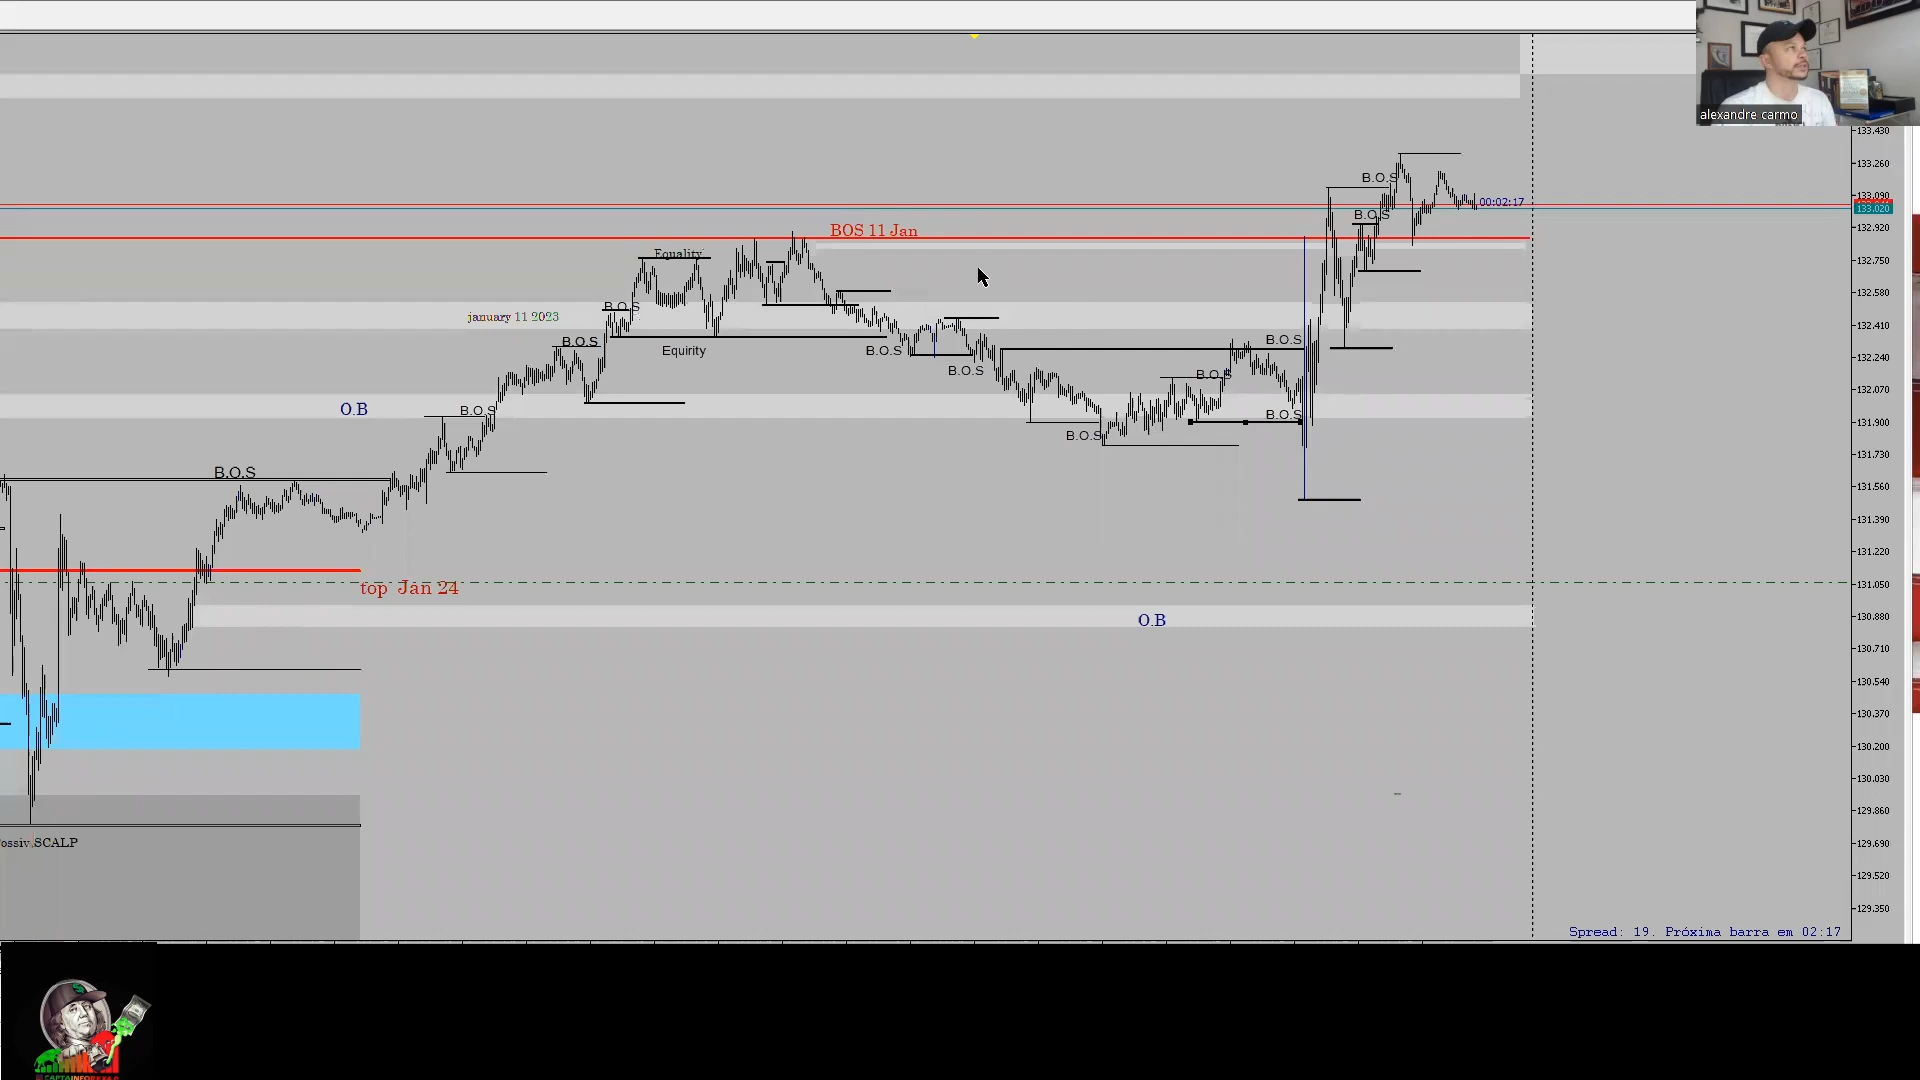 alexandre carmo
133.430
133.260
B.O.S
133.090
00:02:17
133.020
B.O.S
132.920
BOS 11 Jan
Equality
132.750
132.580
B.O.S
january 11 2023
132.410
B.O.S
B.O.S
Equirity
B.O.S
132.240
B.O.S
B.O.S
132.070
O.B
B.O.S
B.O.S
131.900
B.O.S
131.730
B.O.S
131.560
131.390
131.220
131.050
top Jan 24
130.880
O.B
130.710
130.540
130.370
130.200
130.030
129.860
ossiv SCALP
129.690
129.520
129.350
Spread: 19. Próxima barra em 02:17